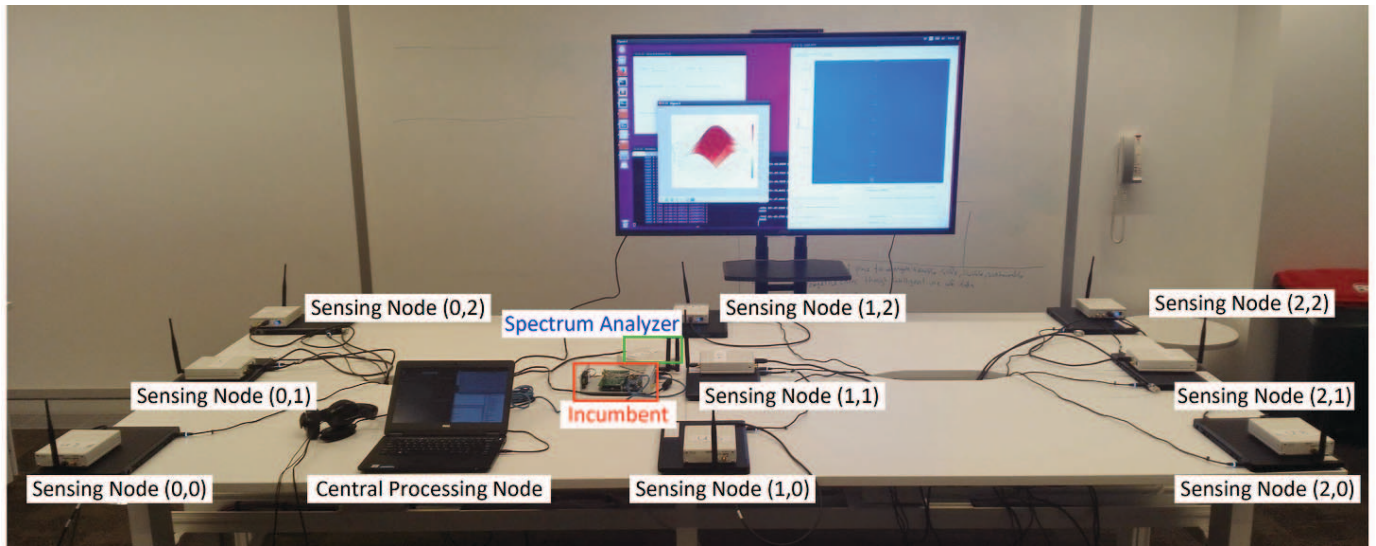 Sensing Node (0,2)
Sensing Node (1,2)
Sensing Node (2,2)
Spectrum Analyzer
Sensing Node (0,1)
Incumbent
Sensing Node (1,1)
Sensing Node (2,1)
Sensing Node (0,0)
Central Processing Node
Sensing Node (1,0)
Sensing Node (2,0)